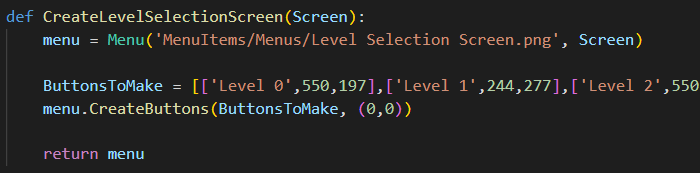 def CreateLevelSelectionScreen(Screen):
menu = Menu('MenuItems/Menus/Level Selection Screen.png', Screen)
ButtonsToMake = [['Level 0',550,197],['Level 1',244,277],['Level 2',550
menu.CreateButtons(ButtonsToMake, (0,0))
return menu